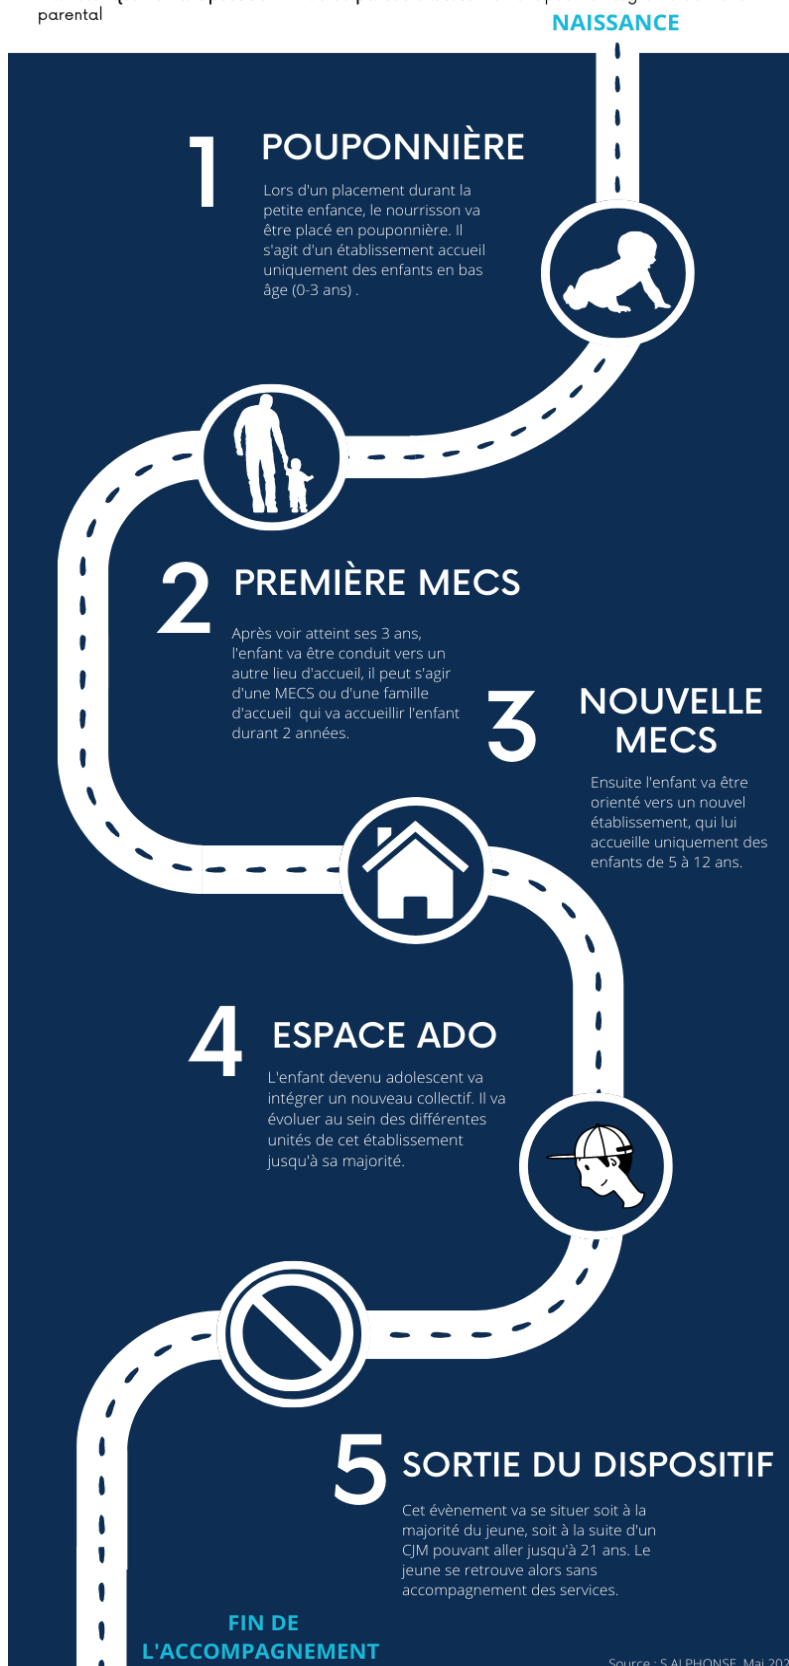 parental
NAISSANCE
1
POUPONNIÈRE
Lors d'un placement durant la
petite enfance, le nourrisson va
être placé en pouponnière. Il
s'agit d'un établissement accueil
uniquement des enfants en bas
âge (0-3 ans) .
2
PREMIÈRE MECS
Après voir atteint ses 3 ans,
l'enfant va être conduit vers un
autre lieu d'accueil, il peut s'agir
d'une MECS ou d'une famille
d'accueil qui va accueillir l'enfant
durant 2 années.
3
NOUVELLE
MECS
Ensuite l'enfant va être
orienté vers un nouvel
établissement, qui lui
accueille uniquement des
enfants de 5 à 12 ans.
4
ESPACE ADO
L'enfant devenu adolescent va
intégrer un nouveau collectif. Il va
évoluer au sein des différentes
unités de cet établissement
jusqu'à sa majorité.
5
SORTIE DU DISPOSITIF
Cet évènement va se situer soit à la
majorité du jeune, soit à la suite d'un
CJM pouvant aller jusqu'à 21 ans. Le
jeune se retrouve alors sans
accompagnement des services.
FIN DE
L'ACCOMPAGNEMENT
Source : S.ALPHONSE, Mai 202